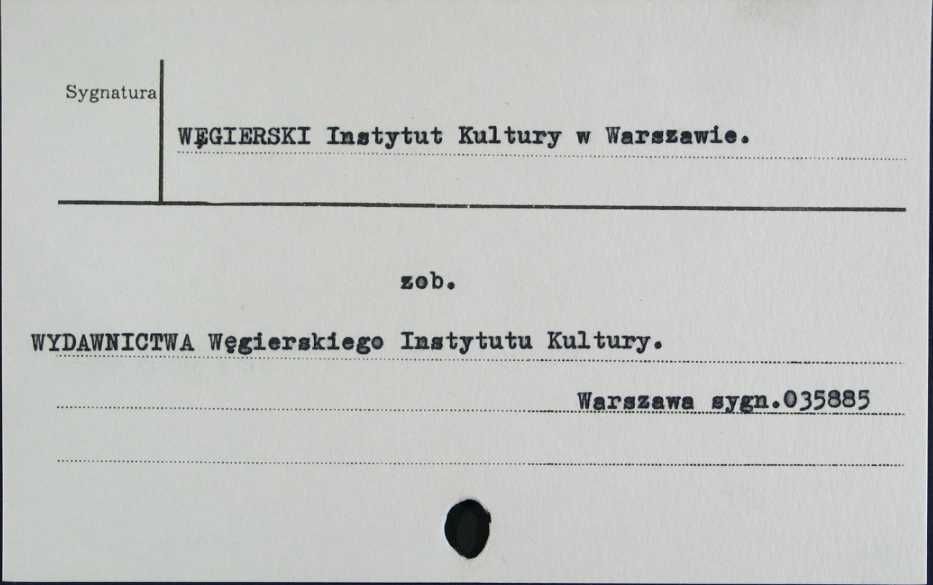 Sygnatura
WĘGIERSKI Instytut Kultury w Warszawie.
zob.
WYDAWNICTWA Węgierskiego Instytutu Kultury.
Warszawa sygn.035885